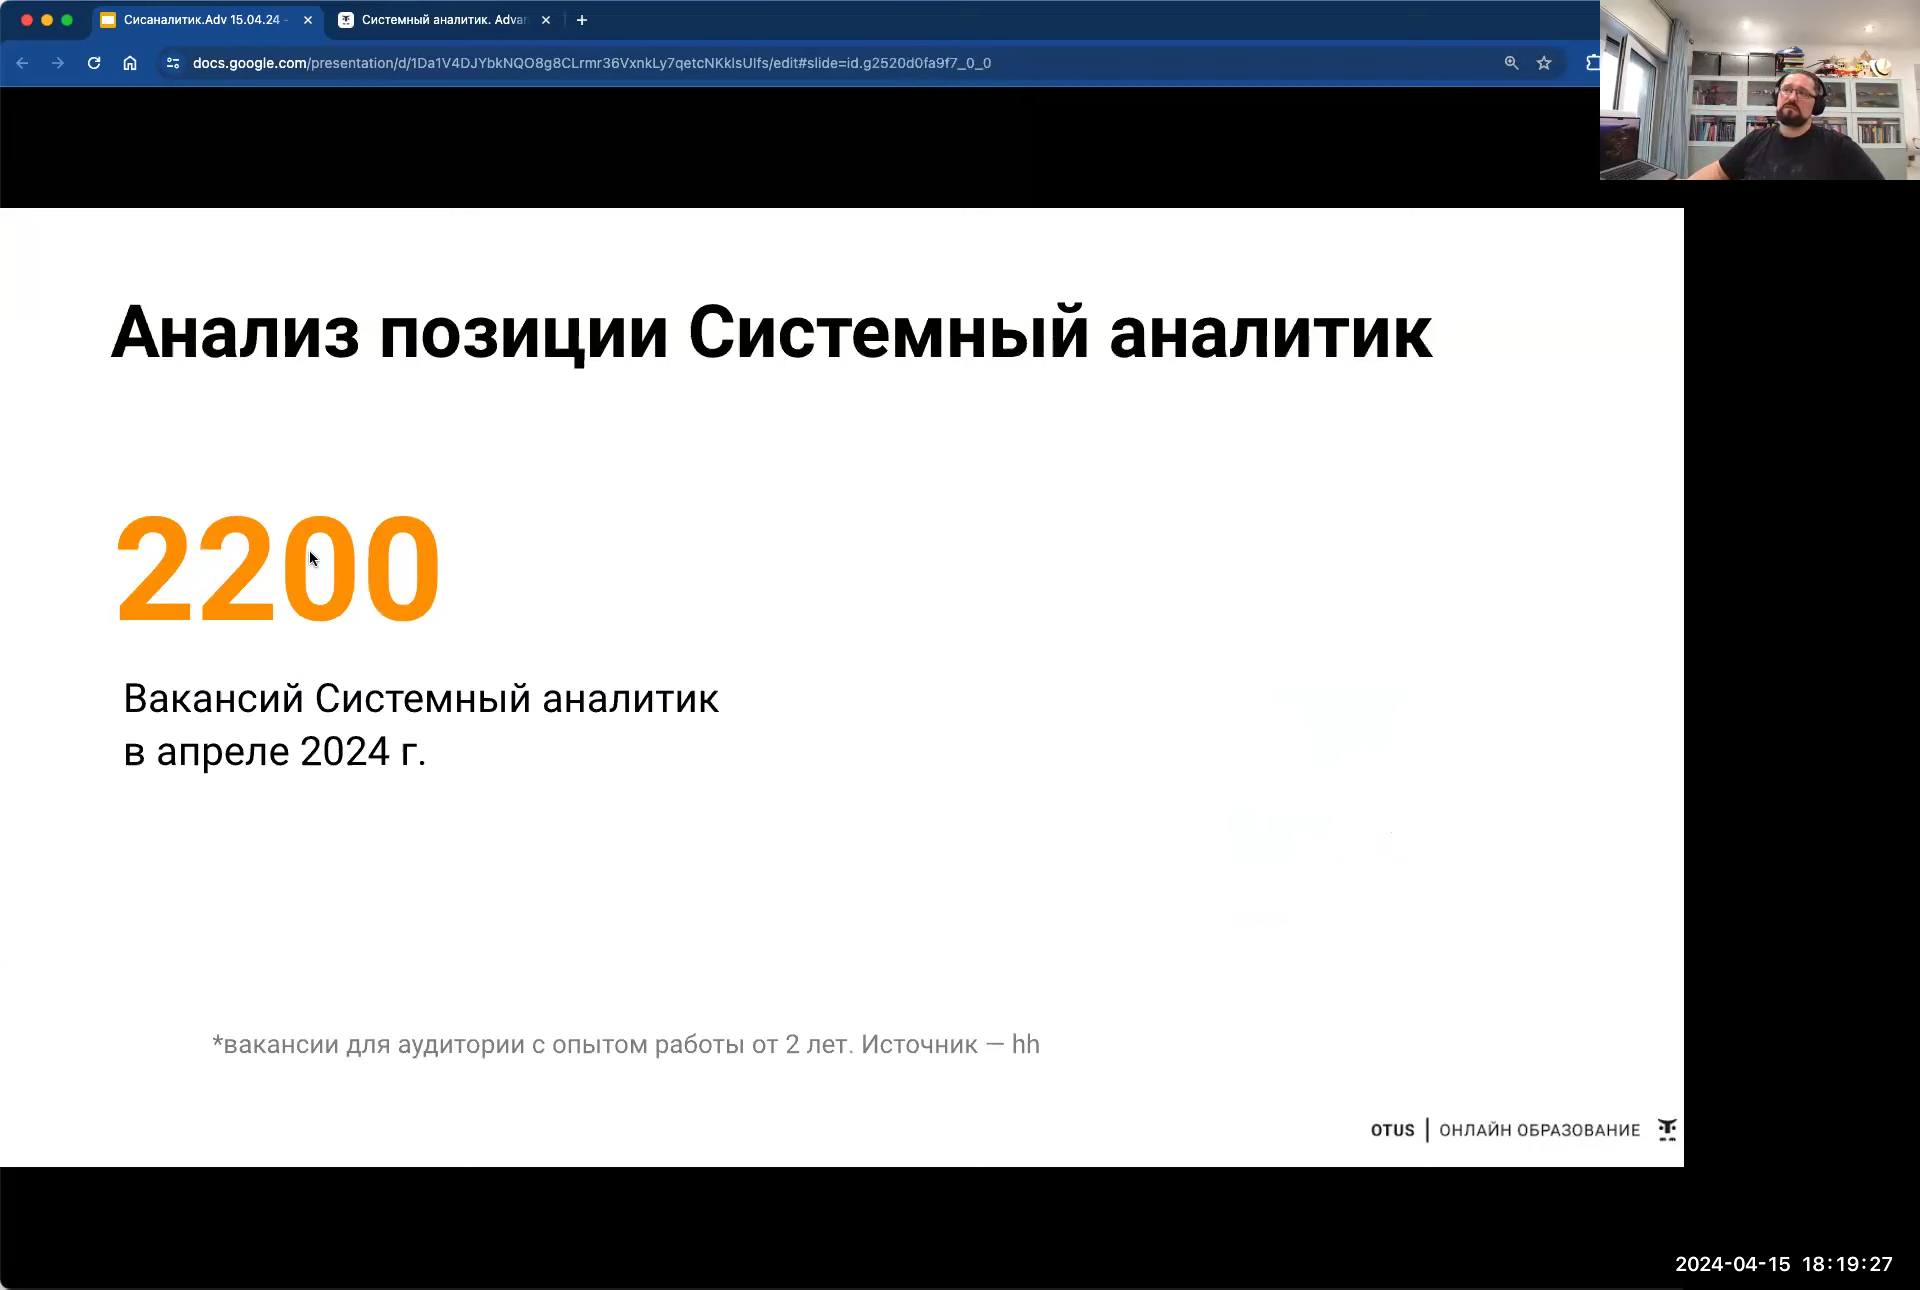 Сисаналитик.Adv 15.04.24 -
Системный аналитик. Advan
docs.google.com/presentation/d/1Da1V4DJYbkNQO8g8CLrmr36VxnkLy7qetcNKklsUlfs/edit#slide=id.g2520d0fa9f7_0_0
Анализ позиции Системный аналитик
2200
Вакансий Системный аналитик
в апреле 2024 г.
*вакансии для аудитории с опытом работы от 2 лет. Источник — hh
OTUS | ОНЛАЙН ОБРАЗОВАНИЕ
2024-04-15 18:19:27